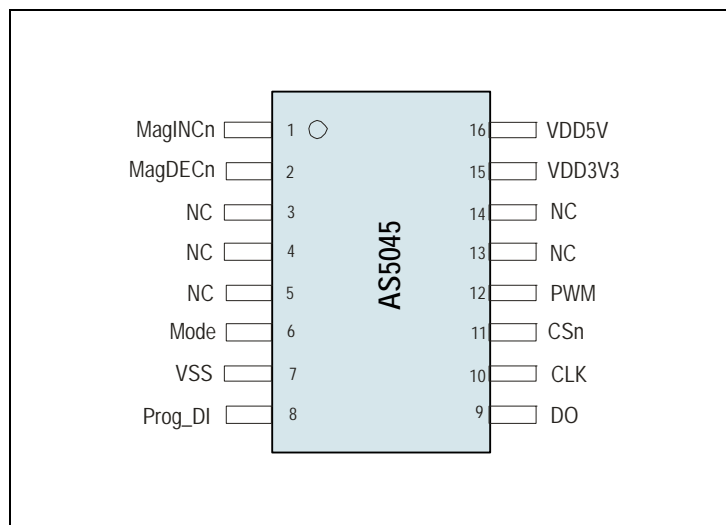 MagINCn 1 16 VDD5V
MagDECn 2 15 VDD3V3
NC 3 14 NC
NC 4 13 NC
NC 5 12 PWM
Mode 6 11 CSn
VSS 7 10 CLK
Prog_DI 8 9 DO
AS5045